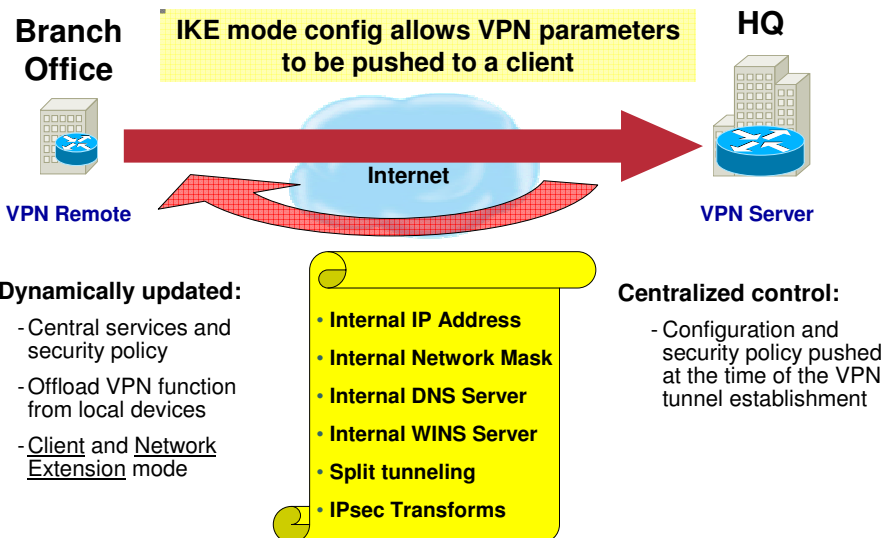 Branch
Office
IKE mode config allows VPN parameters
to be pushed to a client
HQ
Internet
VPN Remote
VPN Server
Dynamically updated:
- Central services and
security policy
- Offload VPN function
from local devices
- Client and Network
Extension mode
• Internal IP Address
• Internal Network Mask
• Internal DNS Server
• Internal WINS Server
• Split tunneling
• IPsec Transforms
Centralized control:
- Configuration and
security policy pushed
at the time of the VPN
tunnel establishment